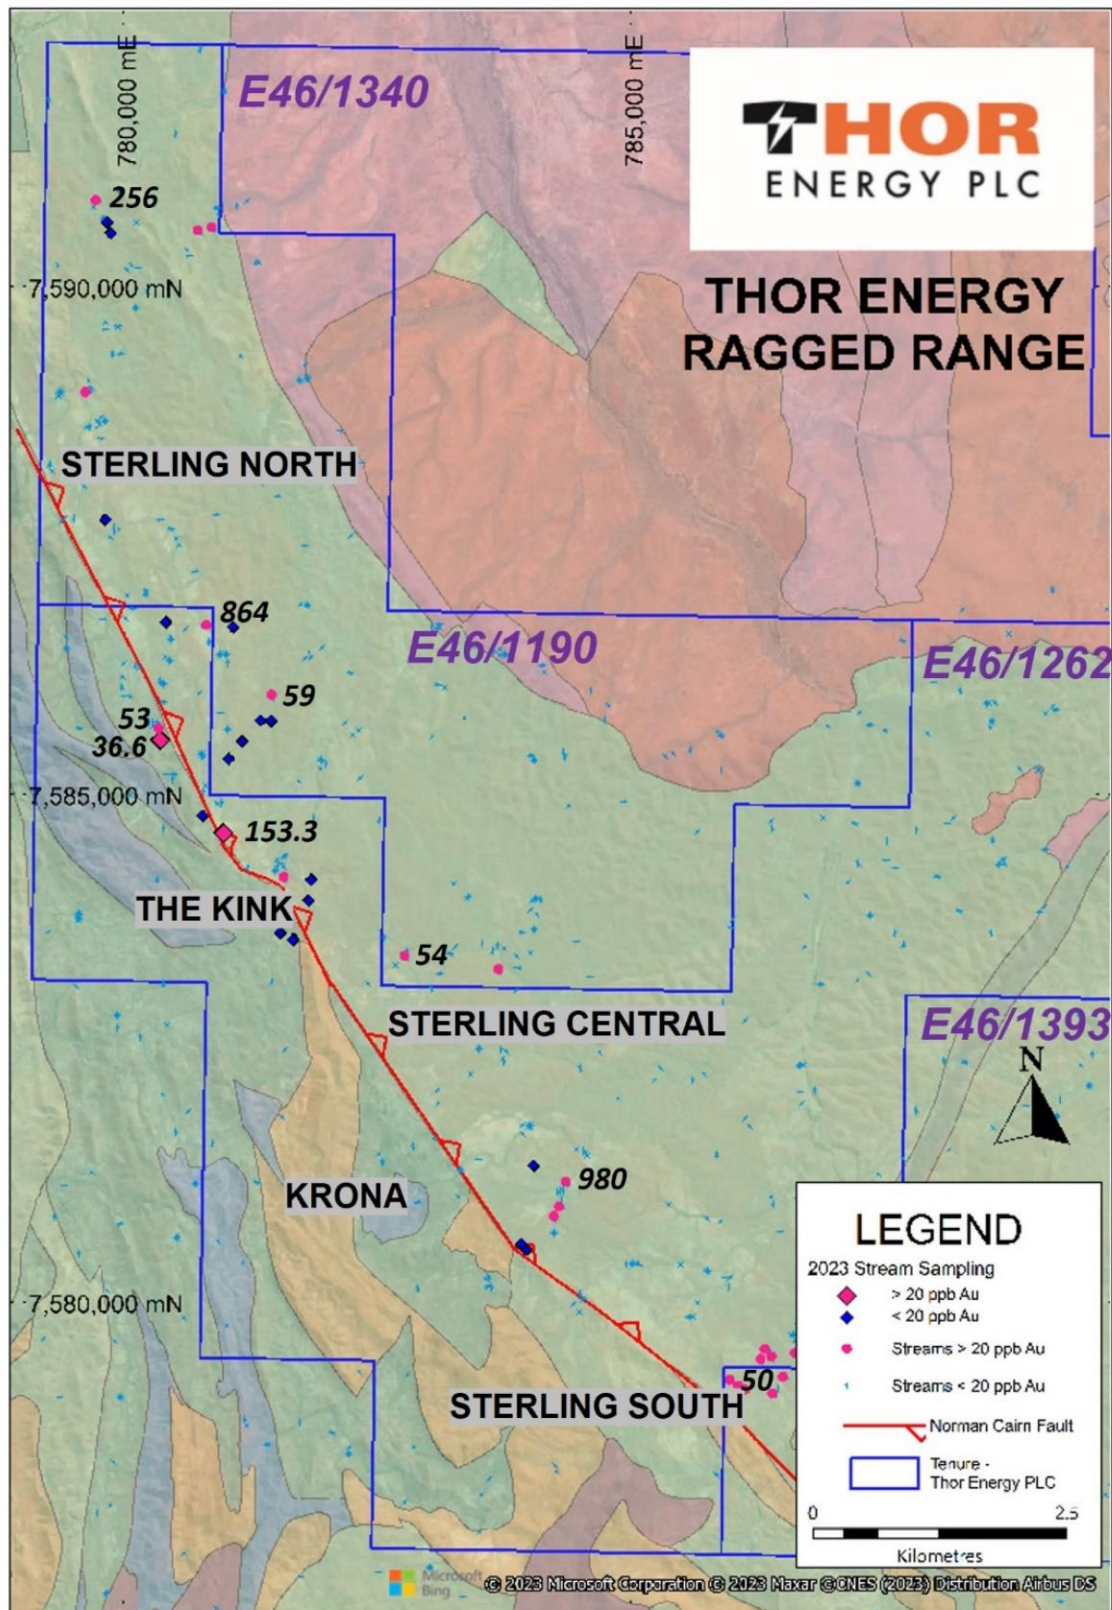 780,000 mE
785,000 mE
E46/1340
THOR
ENERGY PLC
256
7,590,000 mN
THOR ENERGY
RAGGED RANGE
STERLING NORTH
864
E46/1190
E46/1262
59
53
36.6
7,585,000 mN
153.3
THE KINK
54
STERLING CENTRAL
E46/1393
N
980
KRONA
LEGEND
2023 Stream Sampling
> 20 ppb Au
< 20 ppb Au
Streams > 20 ppb Au
Streams < 20 ppb Au
Norman Cairn Fault
Tenure -
Thor Energy PLC
0 2.5
Kilometres
7,580,000 mN
50
STERLING SOUTH
Microsoft
Bing
© 2023 Microsoft Corporation © 2023 Maxar ©CNES (2023) Distribution Airbus DS